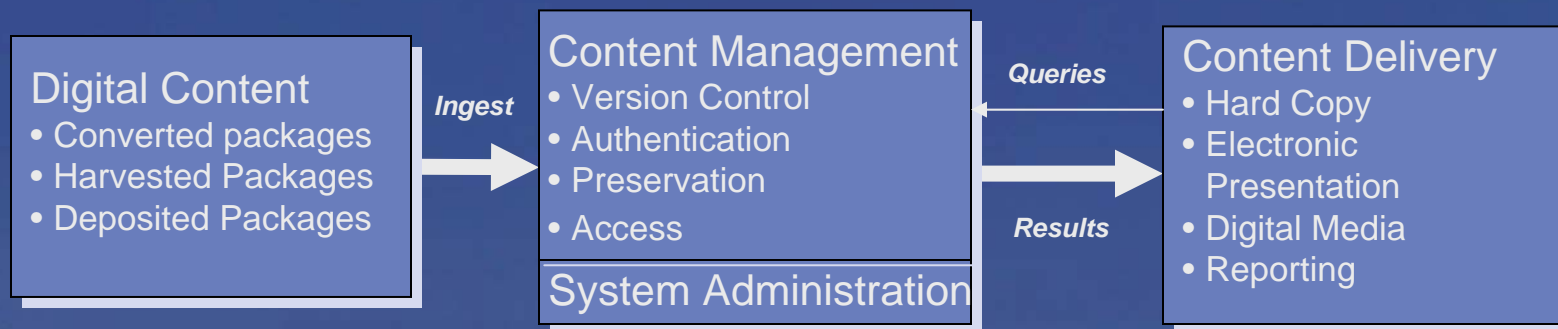 Digital Content
• Converted packages
• Harvested Packages
• Deposited Packages
Ingest
Content Management
• Version Control
• Authentication
• Preservation
• Access
System Administration
Queries
Results
Content Delivery
• Hard Copy
• Electronic
Presentation
• Digital Media
• Reporting